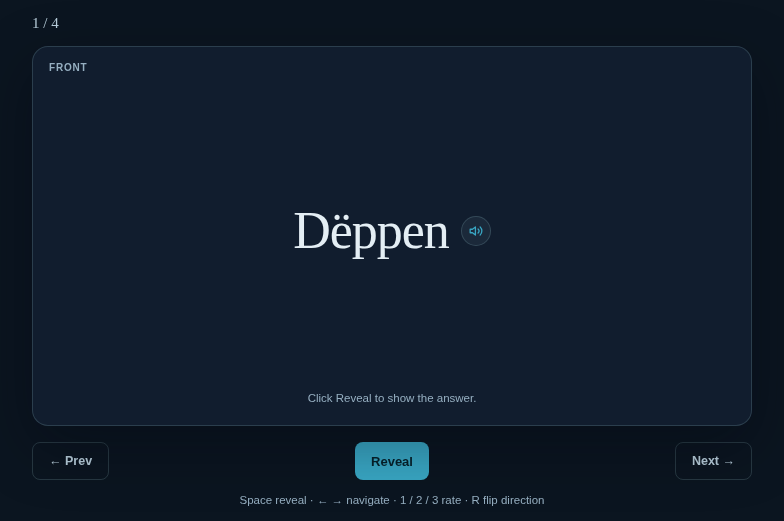 1 / 4
FRONT
Dëppen
Click Reveal to show the answer.
← Prev
Reveal
Next →
Space reveal · ← → navigate · 1 / 2 / 3 rate · R flip direction